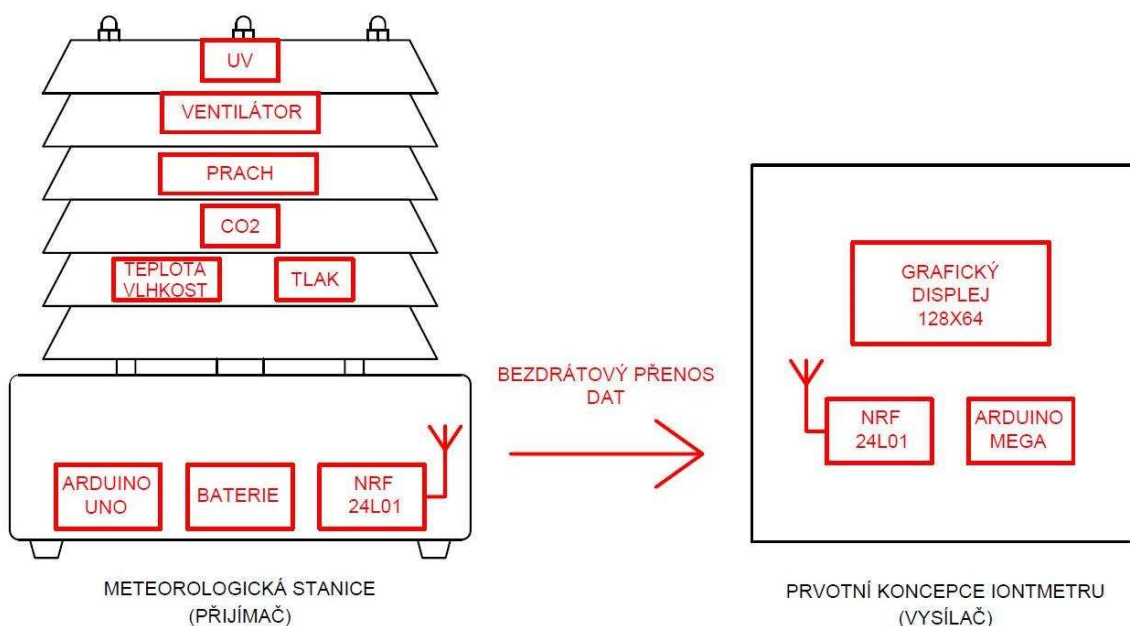 UV
VENTILÁTOR
PRACH
CO2
TEPLOTA
VLHKOST
TLAK
ARDUINO
UNO
BATERIE
NRF
24L01
METEOROLOGICKÁ STANICE
(PŘIJÍMAČ)
BEZDRÁTOVÝ PŘENOS
DAT
GRAFICKÝ
DISPLEJ
128X64
NRF
24L01
ARDUINO
MEGA
PRVOTNÍ KONCEPCE IONTMETRU
(VYSÍLAČ)